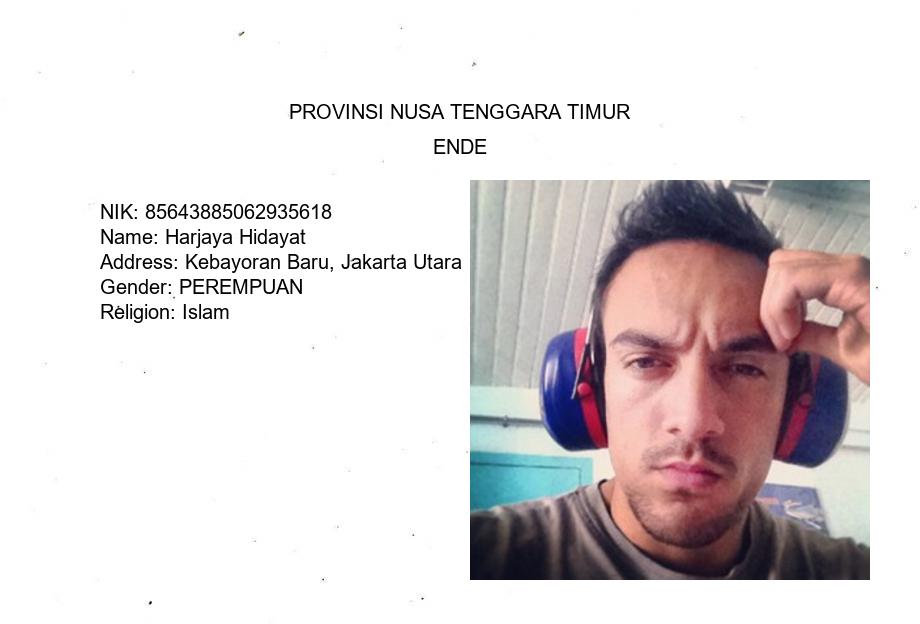 PROVINSI NUSA TENGGARA TIMUR
ENDE
NIK: 85643885062935618
Name: Harjaya Hidayat
Address: Kebayoran Baru, Jakarta Utara
Gender: PEREMPUAN
Religion: Islam